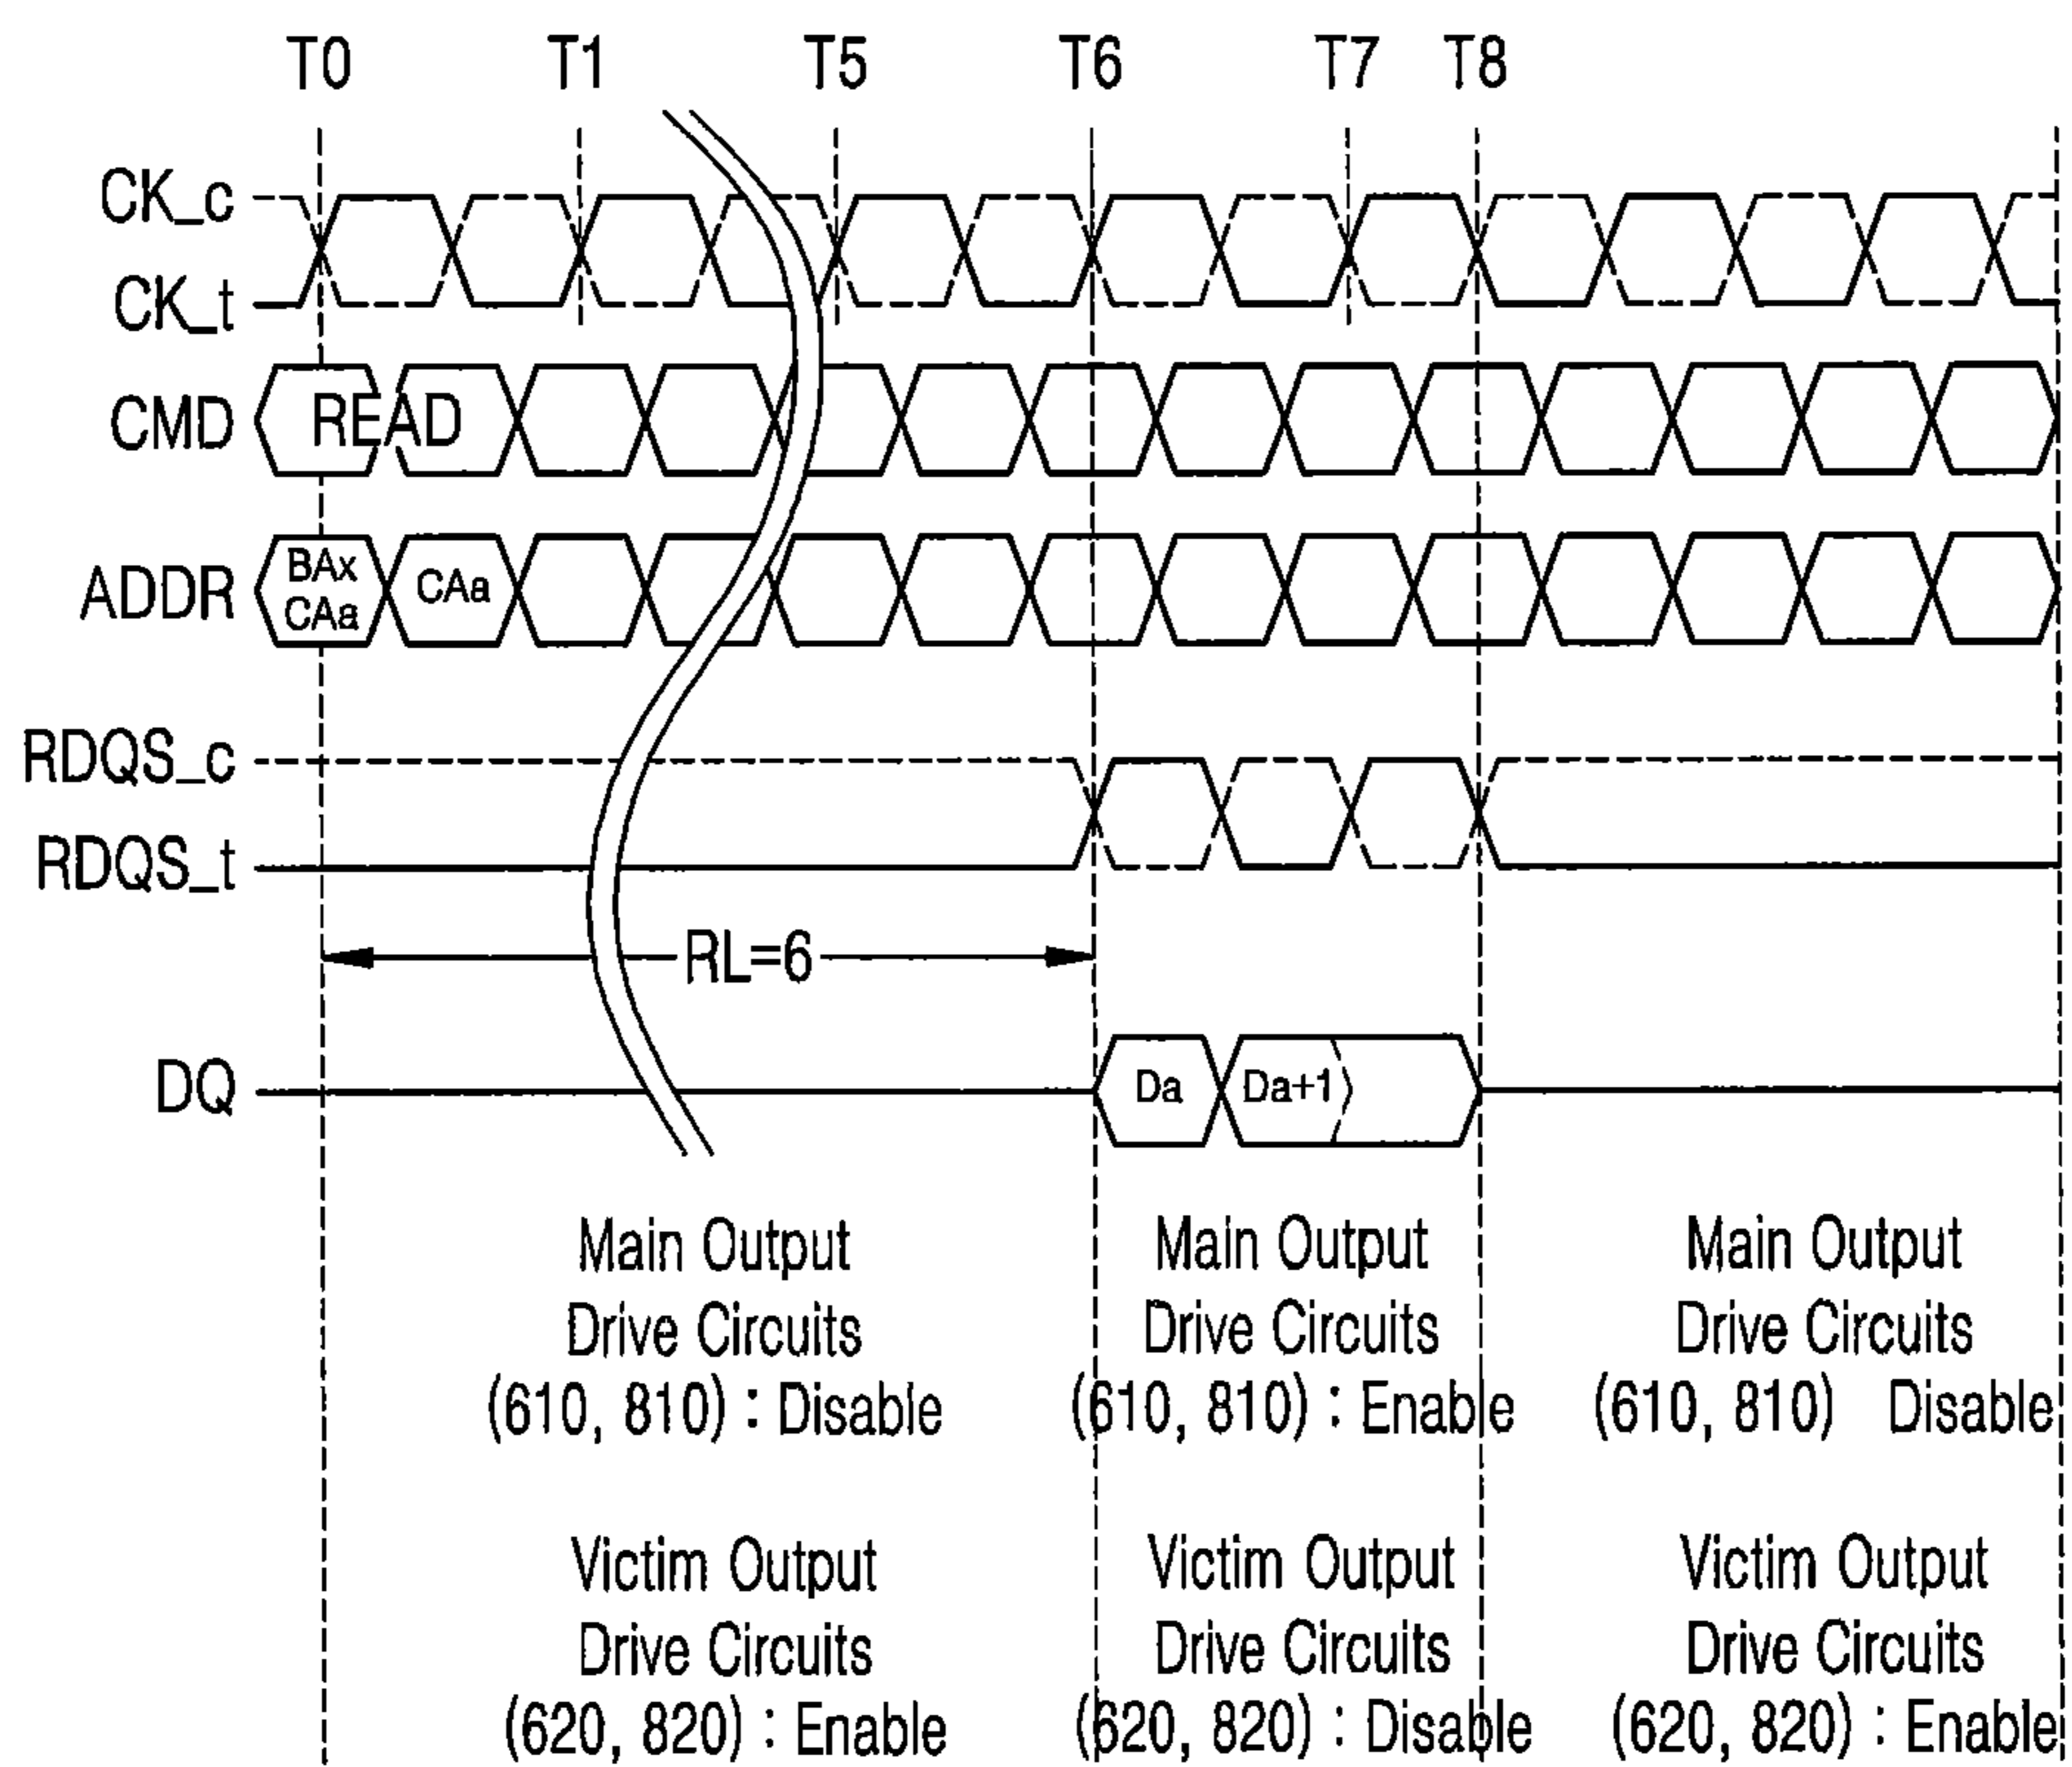 T0 T1 T5 T6 T7 T8
CK_c
CK_t
CMD READ
ADDR BAx CAa CAa
RDQS_c
RDQS_t
RL=6
DQ Da Da+1
Main Output
Drive Circuits
(610, 810) : Disable
Main Output
Drive Circuits
(610, 810) : Enable
Main Output
Drive Circuits
(610, 810) Disable
Victim Output
Drive Circuits
(620, 820) : Enable
Victim Output
Drive Circuits
(620, 820) : Disable
Victim Output
Drive Circuits
(620, 820) : Enable